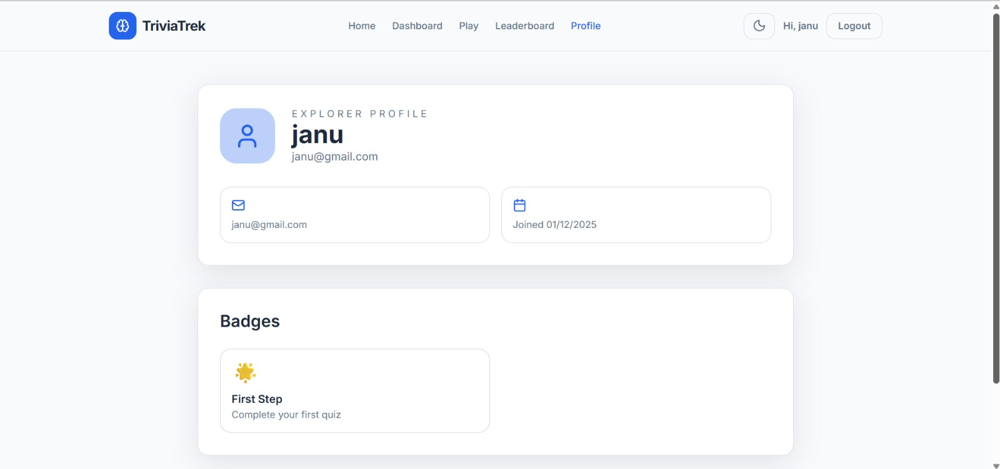 TriviaTrek
Home Dashboard Play Leaderboard Profile
Hi, janu Logout
EXPLORER PROFILE
janu
janu@gmail.com
janu@gmail.com
Joined 01/12/2025
Badges
First Step
Complete your first quiz